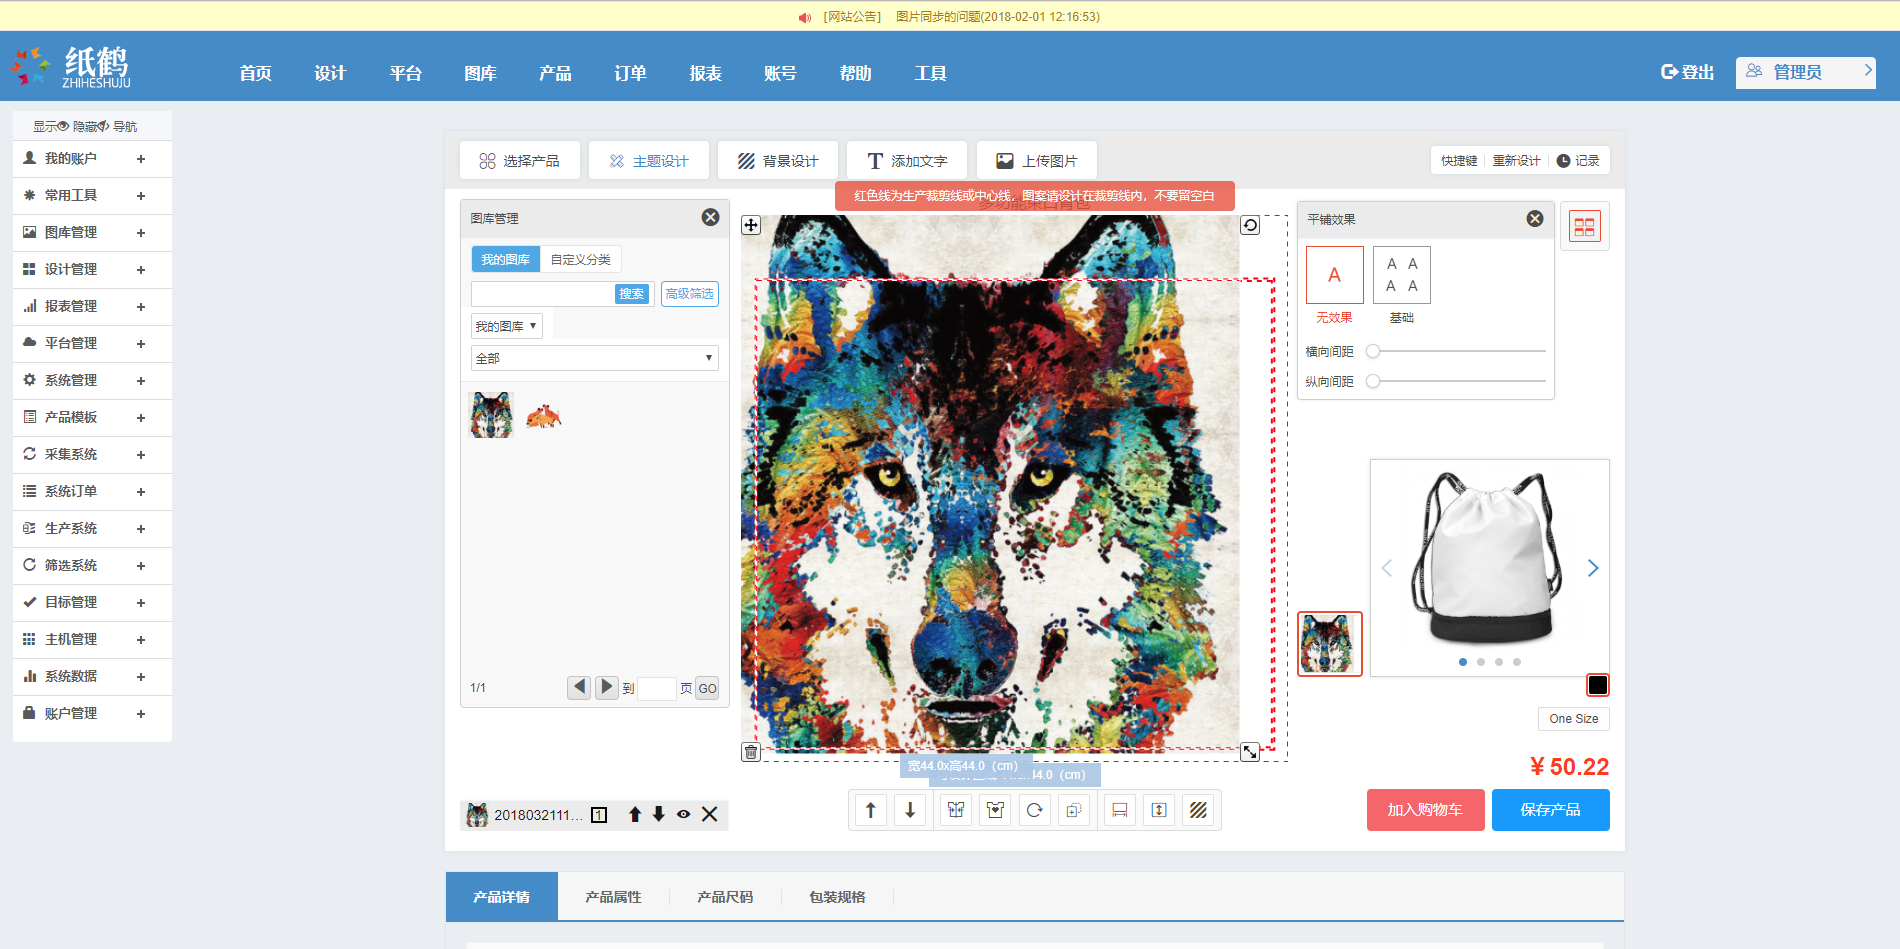 [网站公告] 图片同步的问题(2018-02-01 12:16:53)
纸鹤
ZHIHESHUJU
首页 设计 平台 图库 产品 订单 报表 账号 帮助 工具
登出 管理员
显示 隐藏 导航
我的账户 +
常用工具 +
图库管理 +
设计管理 +
报表管理 +
平台管理 +
系统管理 +
产品模板 +
采集系统 +
系统订单 +
生产系统 +
筛选系统 +
目标管理 +
主机管理 +
系统数据 +
账户管理 +
选择产品 主题设计 背景设计 T 添加文字 上传图片
快捷键 重新设计 记录
红色线为生产裁剪线或中心线，图案请设计在裁剪线内，不要留空白
图库管理
我的图库 自定义分类
搜索 高级筛选
我的图库
全部
1/1 到 页 GO
2018032111... 1
宽44.0x高44.0（cm）
44.0（cm）
平铺效果
A A A A A
无效果 基础
横向间距
纵向间距
One Size
¥ 50.22
加入购物车 保存产品
产品详情 产品属性 产品尺码 包装规格